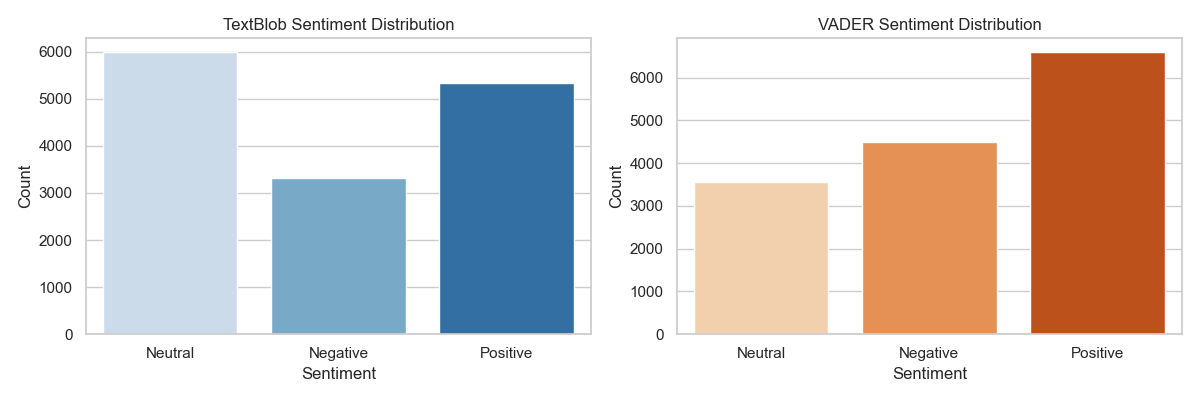 TextBlob Sentiment Distribution
6000
5000
4000
3000
2000
1000
0
Count
Neutral
Negative
Positive
Sentiment
VADER Sentiment Distribution
6000
5000
4000
3000
2000
1000
0
Count
Neutral
Negative
Positive
Sentiment